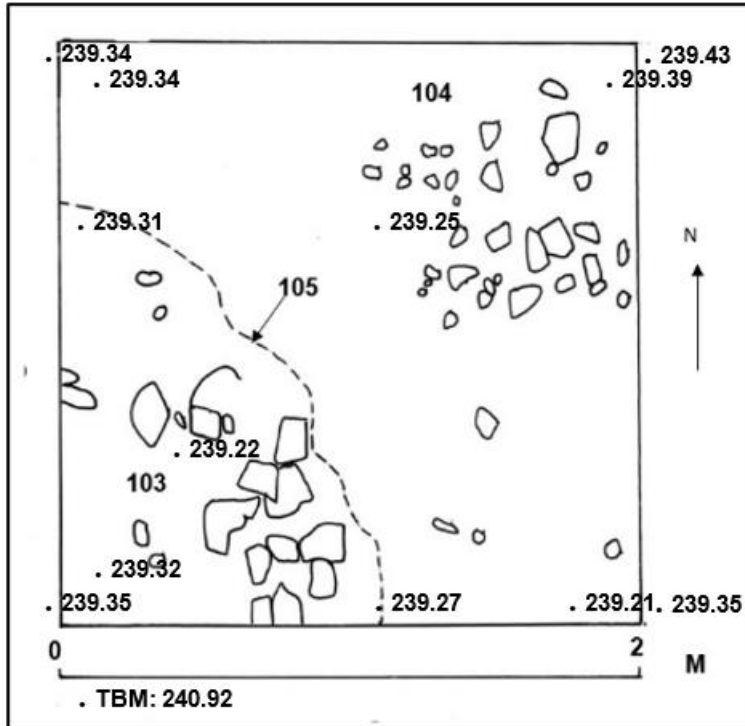 . 239.34 . 239.43
. 239.34 . 239.39
104
. 239.31 . 239.25
N
105
. 239.22
103
. 239.32
. 239.35 . 239.27 . 239.21 . 239.35
0 2
M
. TBM: 240.92